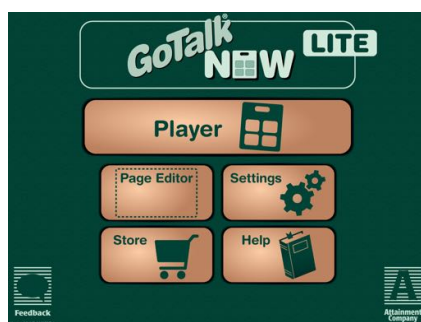 GoTalk
NOW
LITE
Player
Page Editor
Settings
Store
Help
Feedback
Attainment
Company